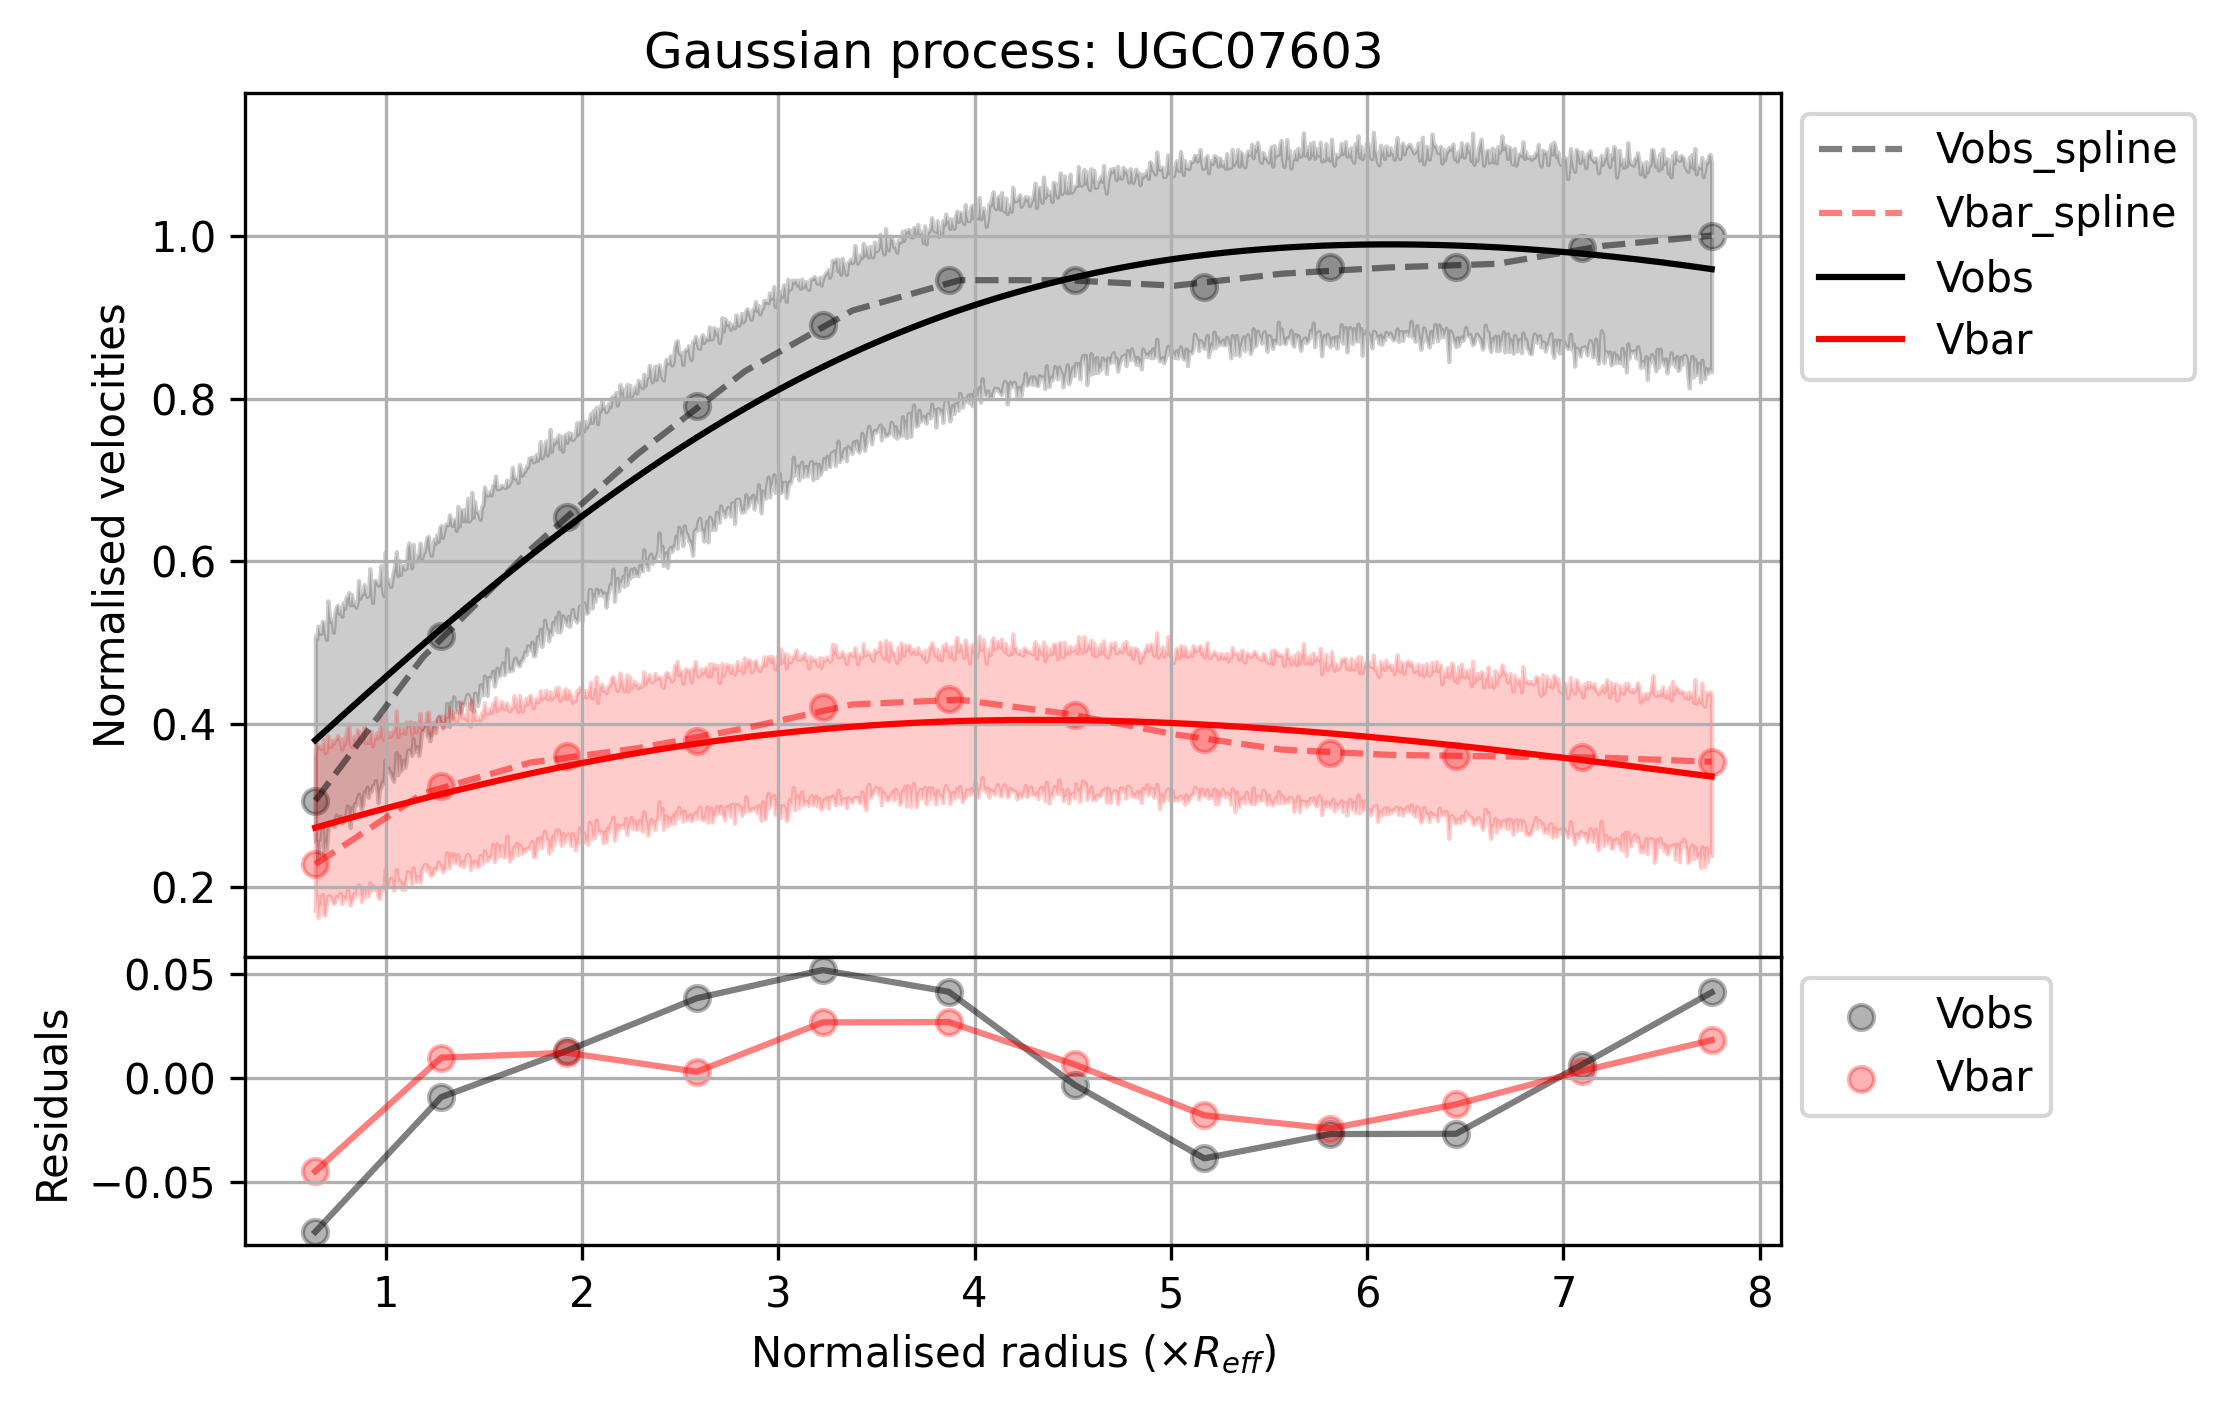 Gaussian process: UGC07603
Normalised velocities
1.0
0.8
0.6
0.4
0.2
Vobs_spline
Vbar_spline
Vobs
Vbar
Residuals
0.05
0.00
−0.05
Vobs
Vbar
1 2 3 4 5 6 7 8
Normalised radius (×R_eff)